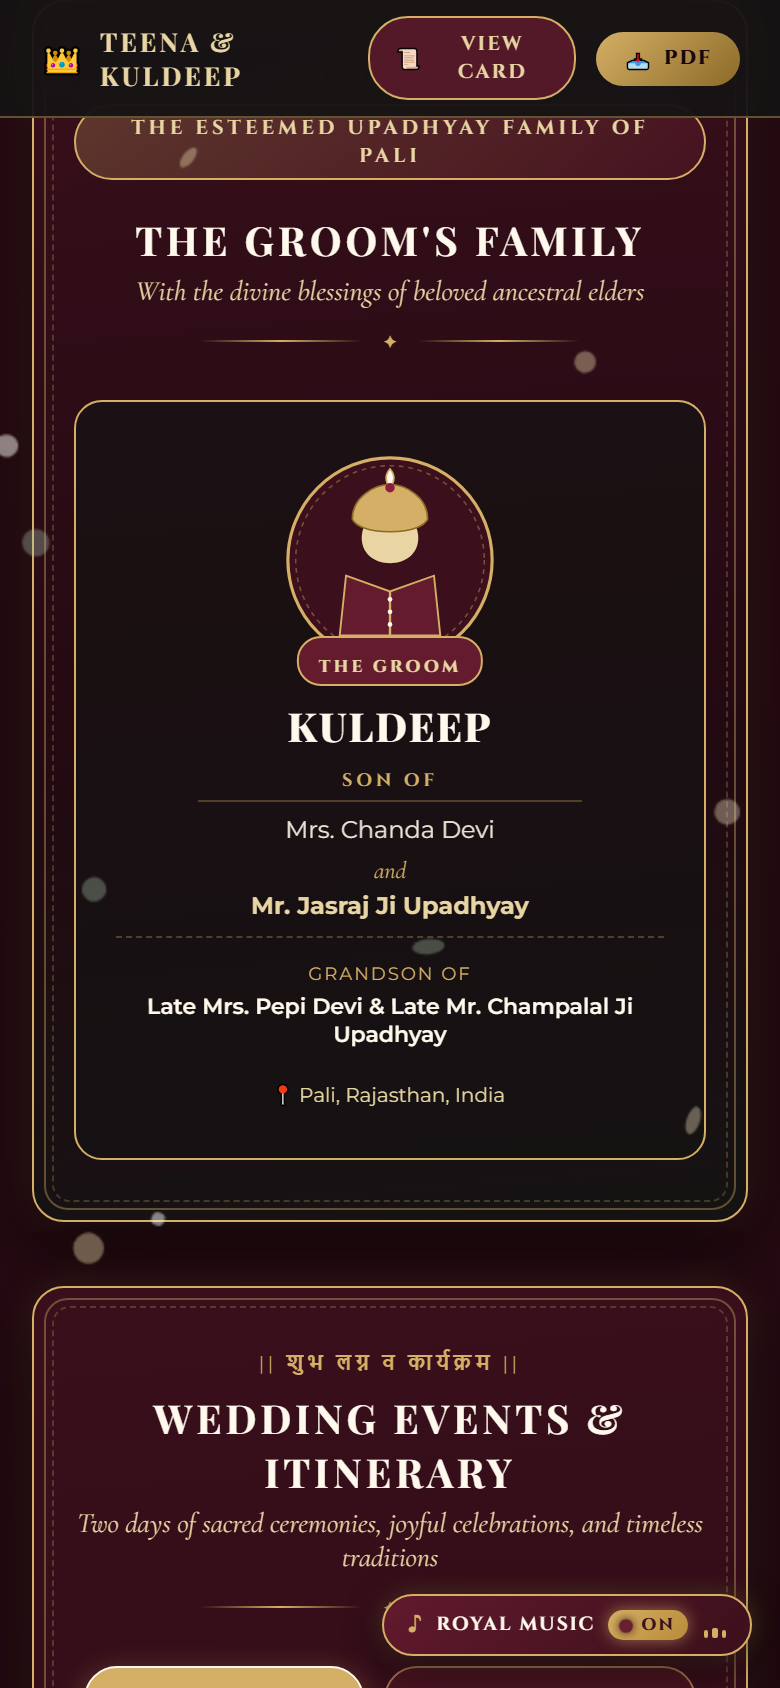 TEENA &
KULDEEP
VIEW
CARD
PDF
THE ESTEEMED UPADHYAY FAMILY OF
PALI
THE GROOM'S FAMILY
With the divine blessings of beloved ancestral elders
THE GROOM
KULDEEP
SON OF
Mrs. Chanda Devi
and
Mr. Jasraj Ji Upadhyay
GRANDSON OF
Late Mrs. Pepi Devi & Late Mr. Champalal Ji
Upadhyay
Pali, Rajasthan, India
|| शुभ लग्न व कार्यक्रम ||
WEDDING EVENTS &
ITINERARY
Two days of sacred ceremonies, joyful celebrations, and timeless
traditions
ROYAL MUSIC ON